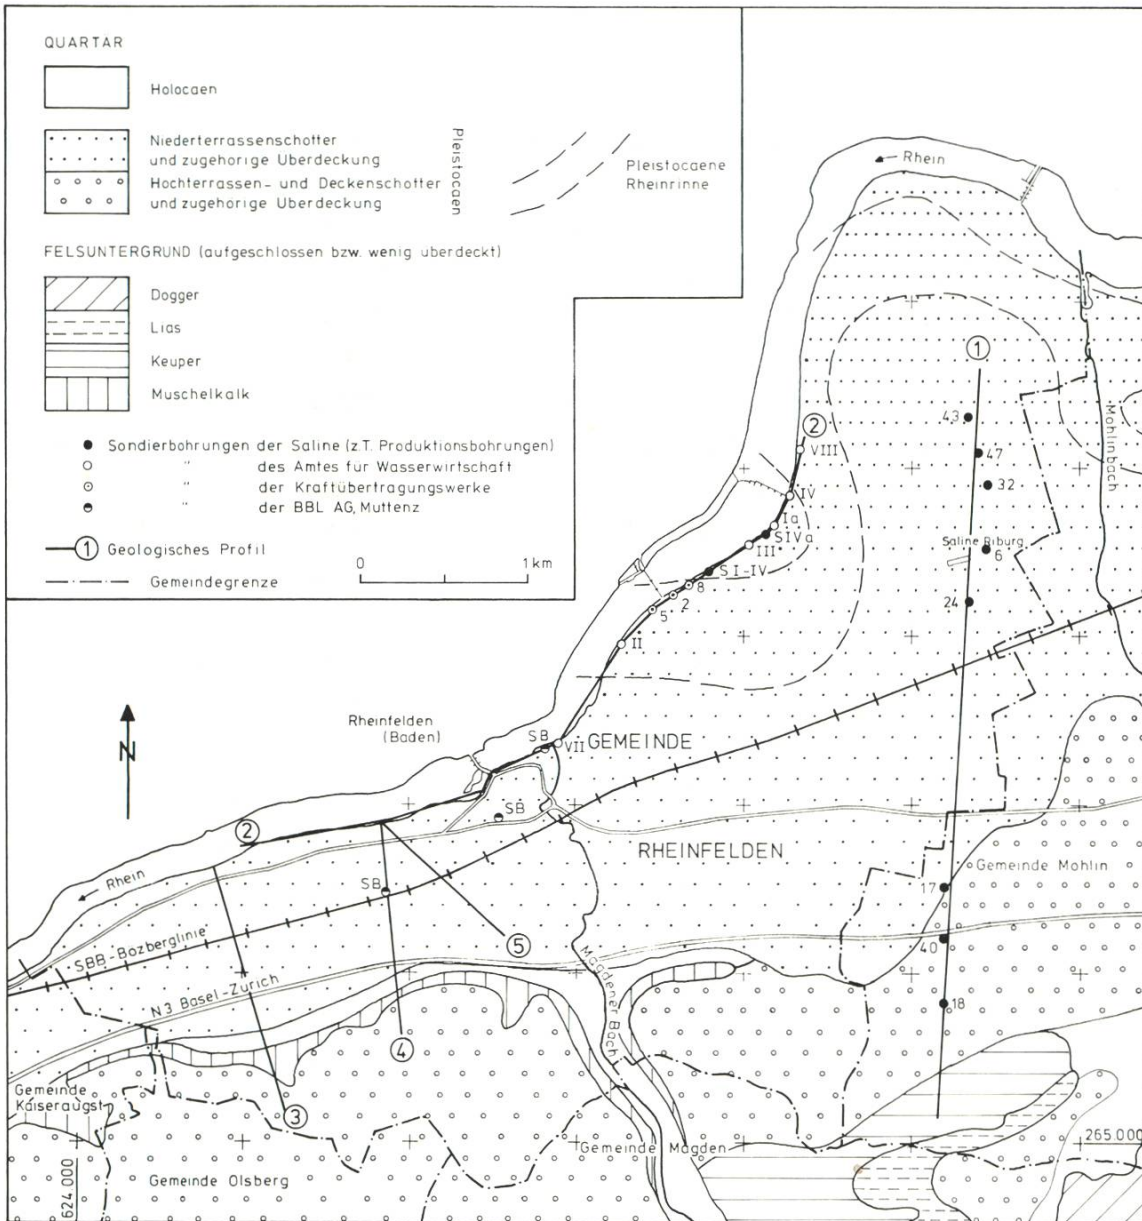 QUARTAR
Holocaen
Niederterrassenschotter
und zugehorige Uberdeckung
Hochterrassen- und Deckenschotter
und zugehorige Uberdeckung
Pleistocaen
Pleistocaene
Rheinrinne
FELSUNTERGRUND (aufgeschlossen bzw. wenig uberdeckt)
Dogger
Lias
Keuper
Muschelkalk
Sondierbohrungen der Saline (z.T. Produktionsbohrungen)
" des Amtes für Wasserwirtschaft
" der Kraftübertragungswerke
" der BBL AG, Muttenz
1 Geologisches Profil
Gemeindegrenze
0 1 km
Rhein
1
43
47
32
Saline Riburg
6
24
Mohlinbach
2
VIII
IV
Ia
SIVa
III
S I-IV
8
2
5
II
N
Rheinfelden
(Baden)
SB
VII
GEMEINDE
SB
RHEINFELDEN
2
Rhein
SB
5
SBB-Bozberglinie
N3 Basel-Zurich
Magdener Bach
Gemeinde Mohlin
17
40
18
4
3
Gemeinde
Kaiseraugst
Gemeinde Magden
Gemeinde Olsberg
265.000
624 000